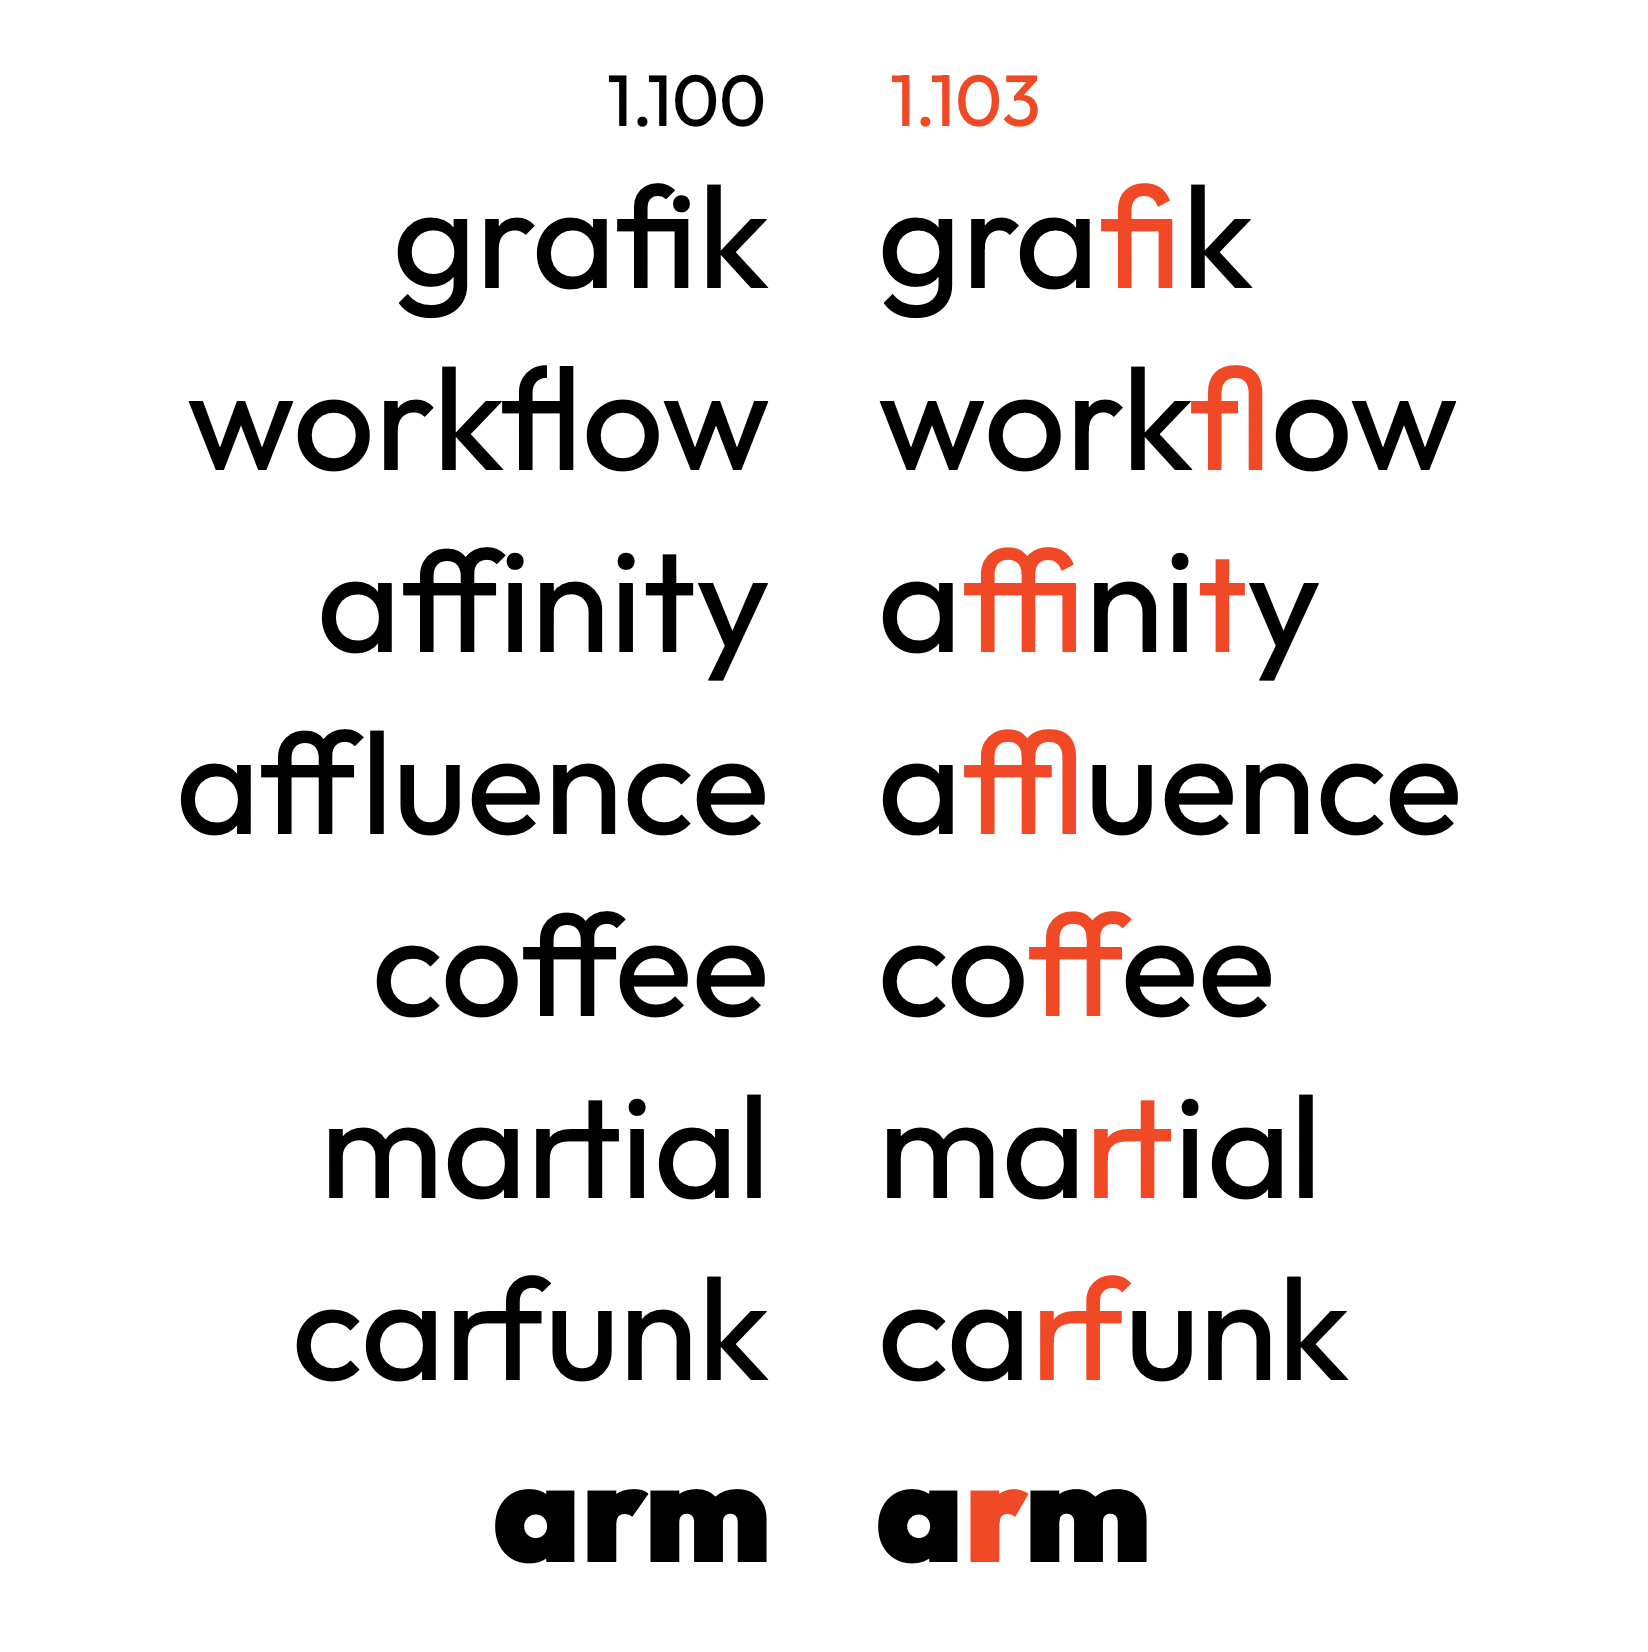 1.100 1.103
grafik grafik
workflow workflow
affinity affinity
affluence affluence
coffee coffee
martial martial
carfunk carfunk
arm arm